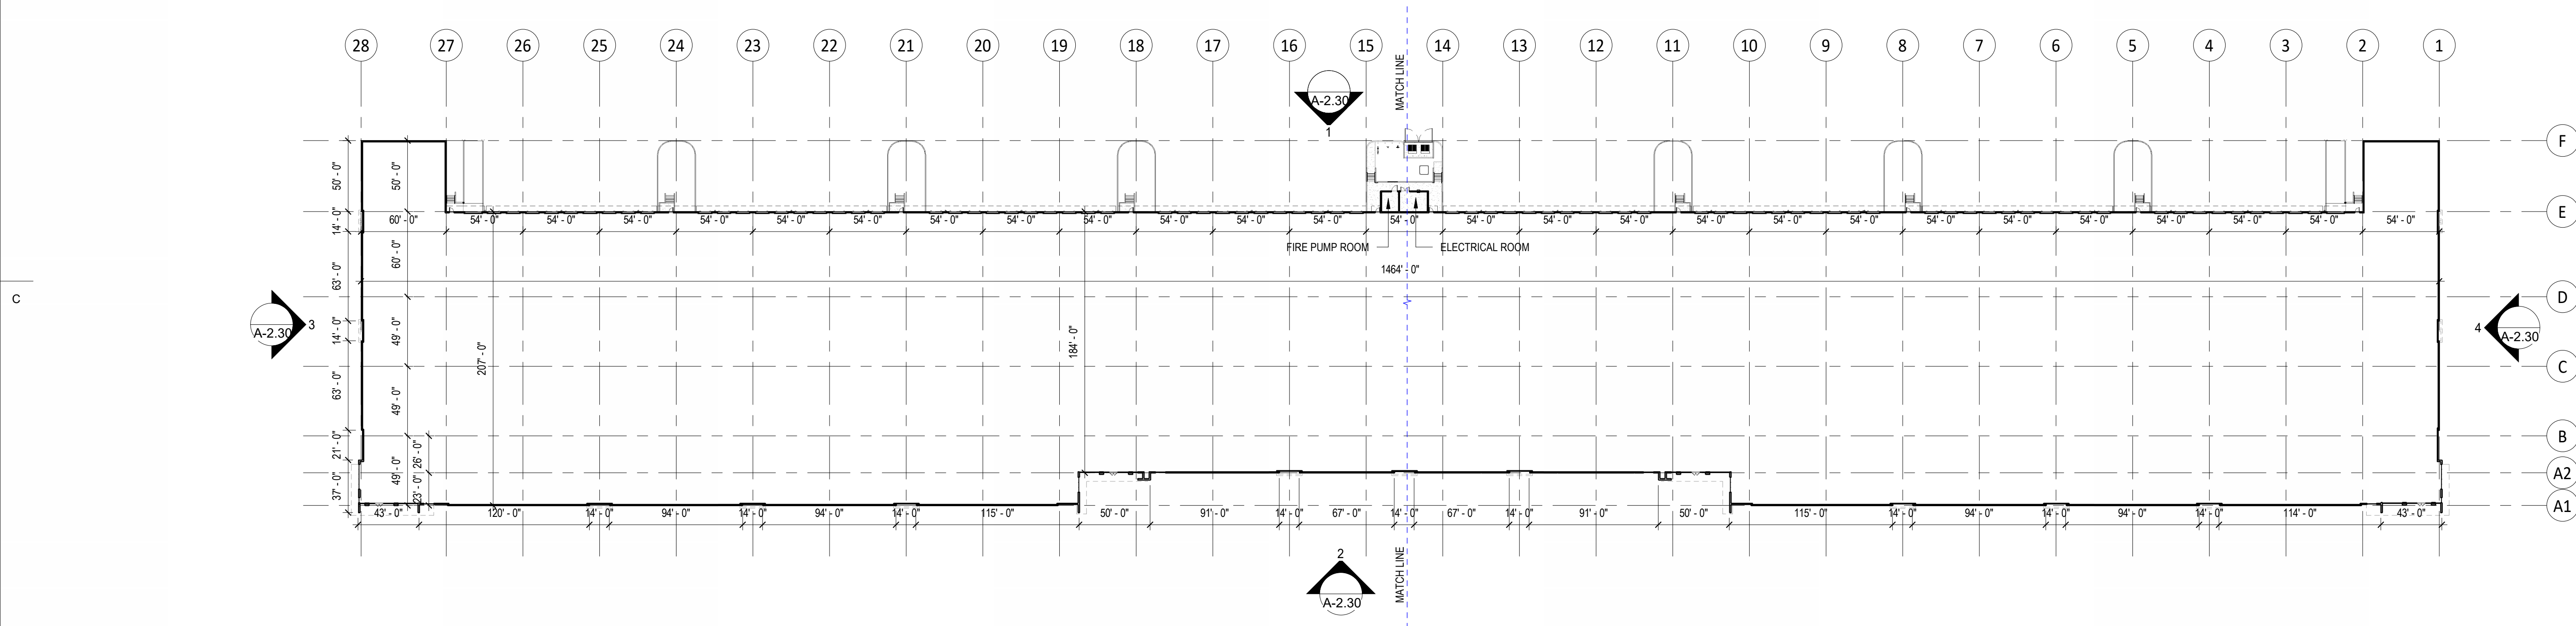 28 27 26 25 24 23 22 21 20 19 18 17 16 15 14 13 12 11 10 9 8 7 6 5 4 3 2 1
MATCH LINE
A-2.30
1
F
50' - 0"
50' - 0"
E
60' - 0" 54' - 0" 54' - 0" 54' - 0" 54' - 0" 54' - 0" 54' - 0" 54' - 0" 54' - 0" 54' - 0" 54' - 0" 54' - 0" 54' - 0" 54' - 0" 54' - 0" 54' - 0" 54' - 0" 54' - 0" 54' - 0" 54' - 0" 54' - 0" 54' - 0" 54' - 0" 54' - 0" 54' - 0" 54' - 0" 54' - 0"
14' - 0"
60' - 0"
FIRE PUMP ROOM
ELECTRICAL ROOM
1464' - 0"
63' - 0"
C
D
A-2.30
3
14' - 0"
49' - 0"
207' - 0"
184' - 0"
4
A-2.30
C
63' - 0"
49' - 0"
B
21' - 0"
26' - 0"
49' - 0"
A2
37' - 0"
23' - 0"
A1
43' - 0" 120' - 0" 14' - 0" 94' - 0" 14' - 0" 94' - 0" 14' - 0" 115' - 0" 50' - 0" 91' - 0" 14' - 0" 67' - 0" 14' - 0" 67' - 0" 14' - 0" 91' - 0" 50' - 0" 115' - 0" 14' - 0" 94' - 0" 14' - 0" 94' - 0" 14' - 0" 114' - 0" 43' - 0"
2
A-2.30
MATCH LINE